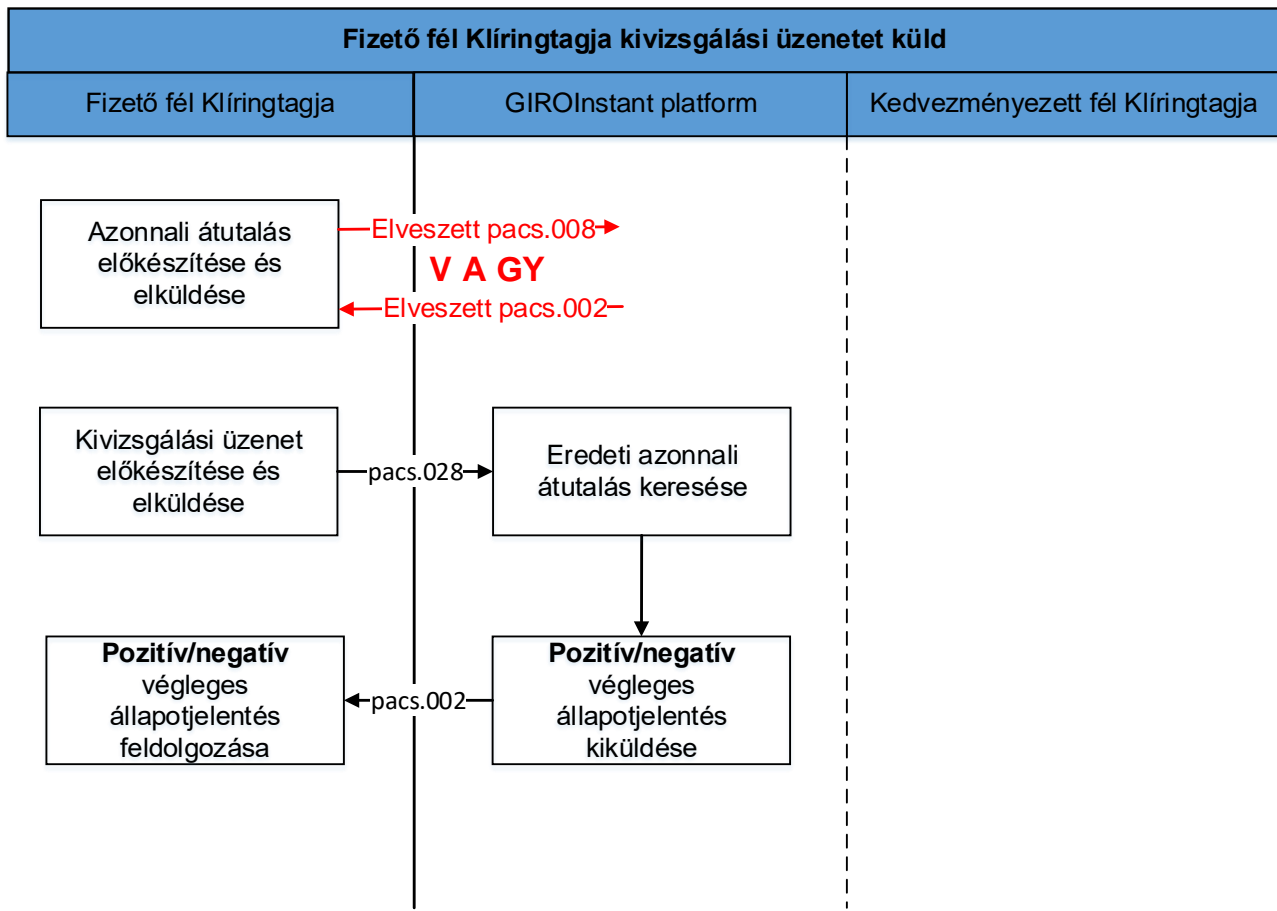 Fizető fél Klíringtagja kivizsgálási üzenetet küld
Fizető fél Klíringtagja
GIROInstant platform
Kedvezményezett fél Klíringtagja
Azonnali átutalás
előkészítése és
elküldése
Elveszett pacs.008
V A GY
Elveszett pacs.002
Kivizsgálási üzenet
előkészítése és
elküldése
pacs.028
Eredeti azonnali
átutalás keresése
Pozitív/negatív
végleges
állapotjelentés
feldolgozása
pacs.002
Pozitív/negatív
végleges
állapotjelentés
kiküldése